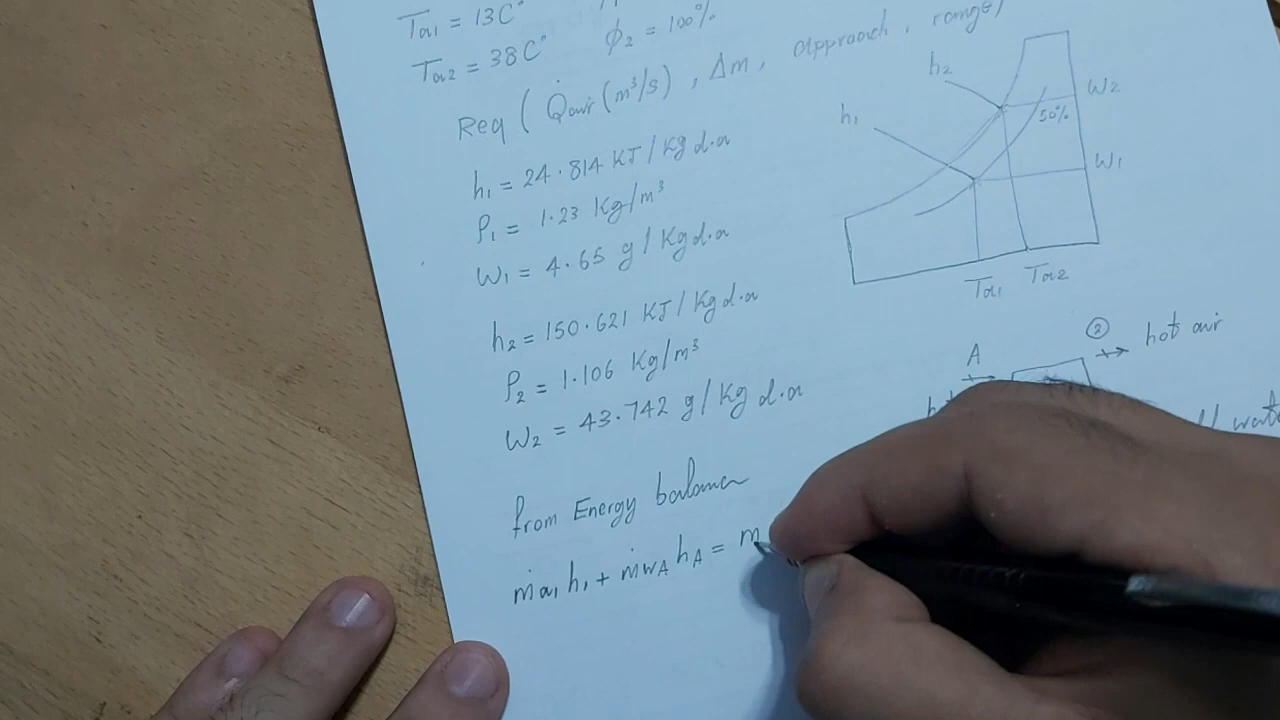 Ta1 = 13C°
Ta2 = 38C° ϕ2 = 100%
Req ( Q̇air (m³/s) , Δm , approach , range)
h1 = 24.814 KJ/Kg d.a
ρ1 = 1.23 Kg/m³
W1 = 4.65 g/Kg d.a
h2 = 150.621 KJ/Kg d.a
ρ2 = 1.106 Kg/m³
W2 = 43.742 g/Kg d.a
from Energy balance
ṁa1 h1 + ṁwA hA = m
h2
h1
W2
50%
W1
Ta1 Ta2
② hot air
A